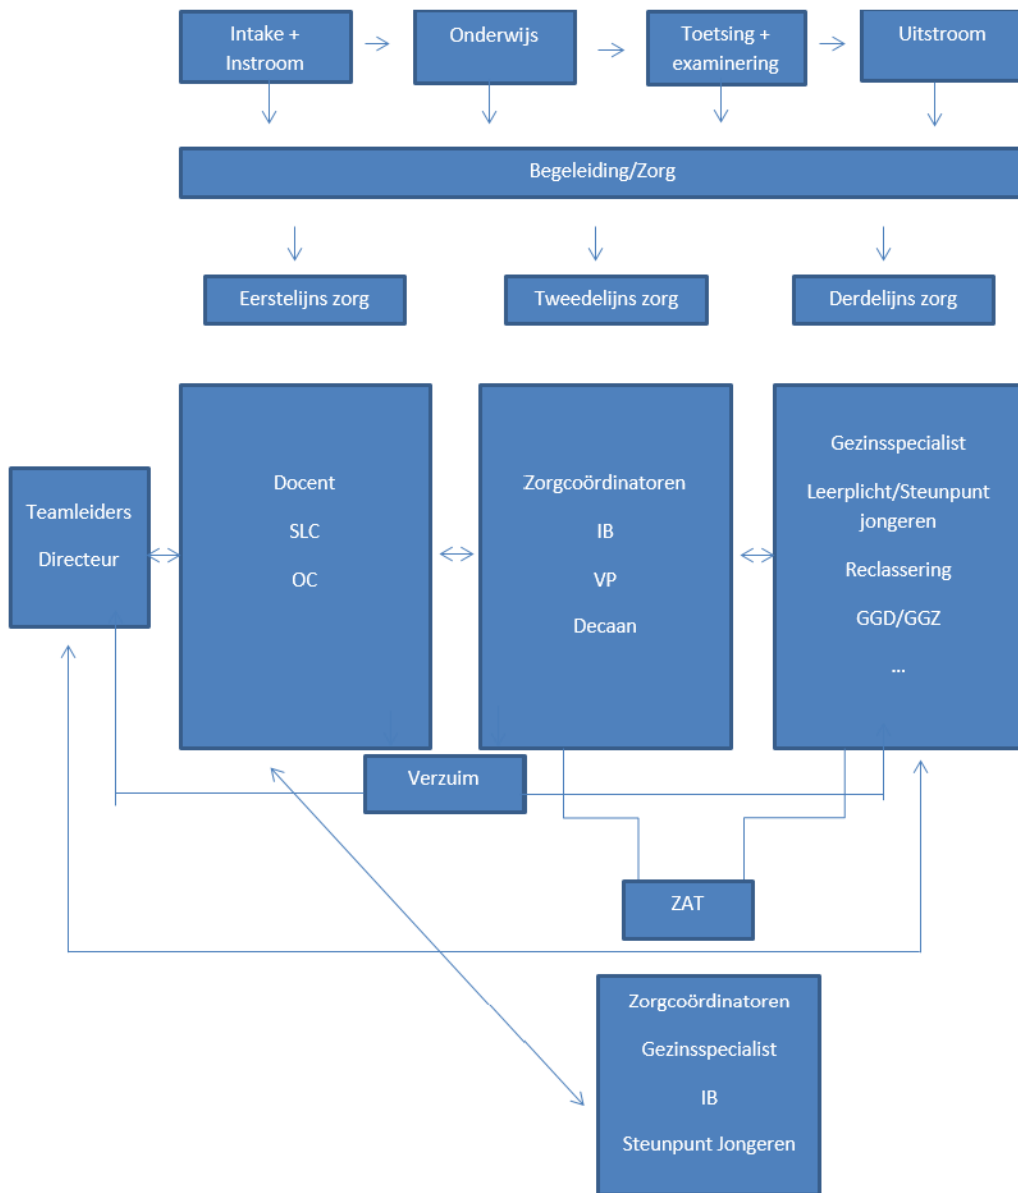 Intake +
Instroom
Onderwijs
Toetsing +
examinering
Uitstroom
Begeleiding/Zorg
Eerstelijns zorg
Tweedelijns zorg
Derdelijns zorg
Teamleiders
Directeur
Docent
SLC
OC
Zorgcoördinatoren
IB
VP
Decaan
Gezinsspecialist
Leerplicht/Steunpunt
jongeren
Reclassering
GGD/GGZ
...
Verzuim
ZAT
Zorgcoördinatoren
Gezinsspecialist
IB
Steunpunt Jongeren